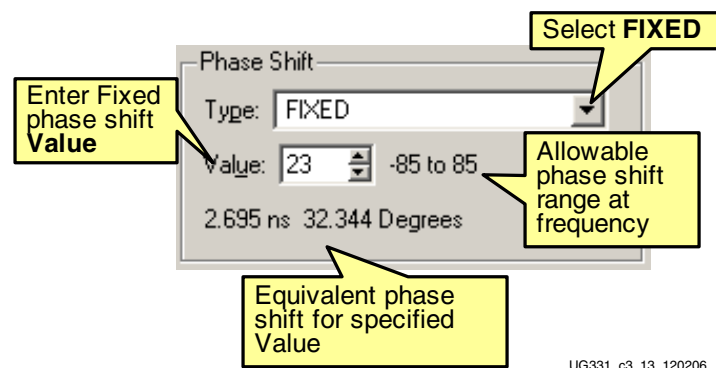 Select FIXED
Phase Shift
Enter Fixed
phase shift
Value
Type: FIXED
Value: 23 -85 to 85
Allowable
phase shift
range at
frequency
2.695 ns 32.344 Degrees
Equivalent phase
shift for specified
Value
UG331_c3_13_120206